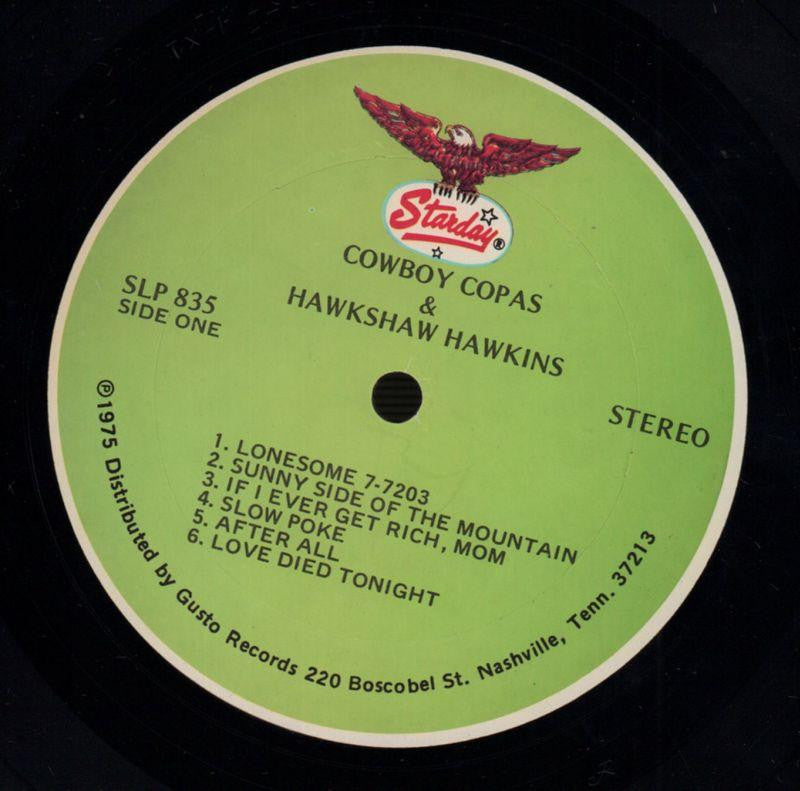 Starday®
COWBOY COPAS
&
HAWKSHAW HAWKINS
SLP 835
SIDE ONE
STEREO
1. LONESOME 7-7203
2. SUNNY SIDE OF THE MOUNTAIN
3. IF I EVER GET RICH, MOM
4. SLOW POKE
5. AFTER ALL
6. LOVE DIED TONIGHT
℗1975 Distributed by Gusto Records 220 Boscobel St. Nashville, Tenn. 37213